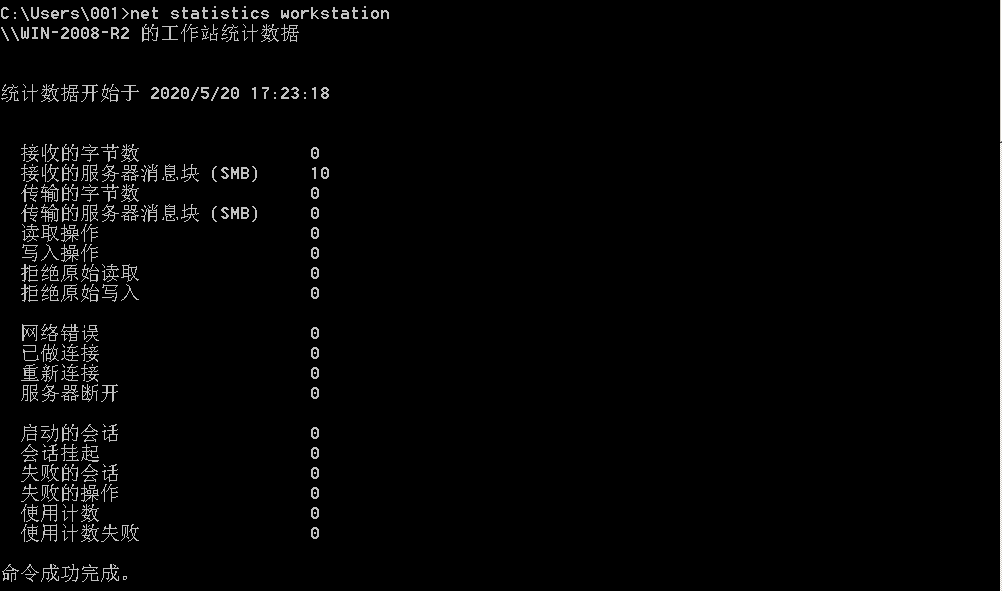 C:\Users\001>net statistics workstation
\\WIN-2008-R2 的工作站统计数据
统计数据开始于 2020/5/20 17:23:18
接收的字节数 0
接收的服务器消息块 (SMB) 10
传输的字节数 0
传输的服务器消息块 (SMB) 0
读取操作 0
写入操作 0
拒绝原始读取 0
拒绝原始写入 0
网络错误 0
已做连接 0
重新连接 0
服务器断开 0
启动的会话 0
会话挂起 0
失败的会话 0
失败的操作 0
使用计数 0
使用计数失败 0
命令成功完成。